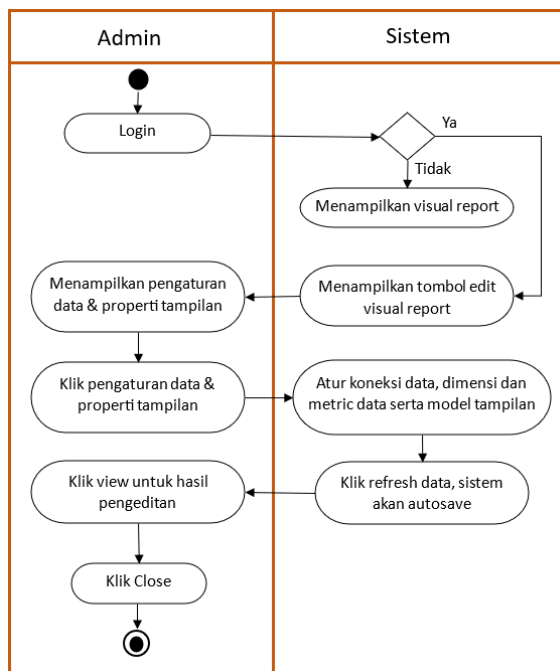 Admin
Sistem
Login
Ya
Tidak
Menampilkan visual report
Menampilkan pengaturan
data & properti tampilan
Menampilkan tombol edit
visual report
Klik pengaturan data &
properti tampilan
Atur koneksi data, dimensi dan
metric data serta model tampilan
Klik view untuk hasil
pengeditan
Klik refresh data, sistem
akan autosave
Klik Close